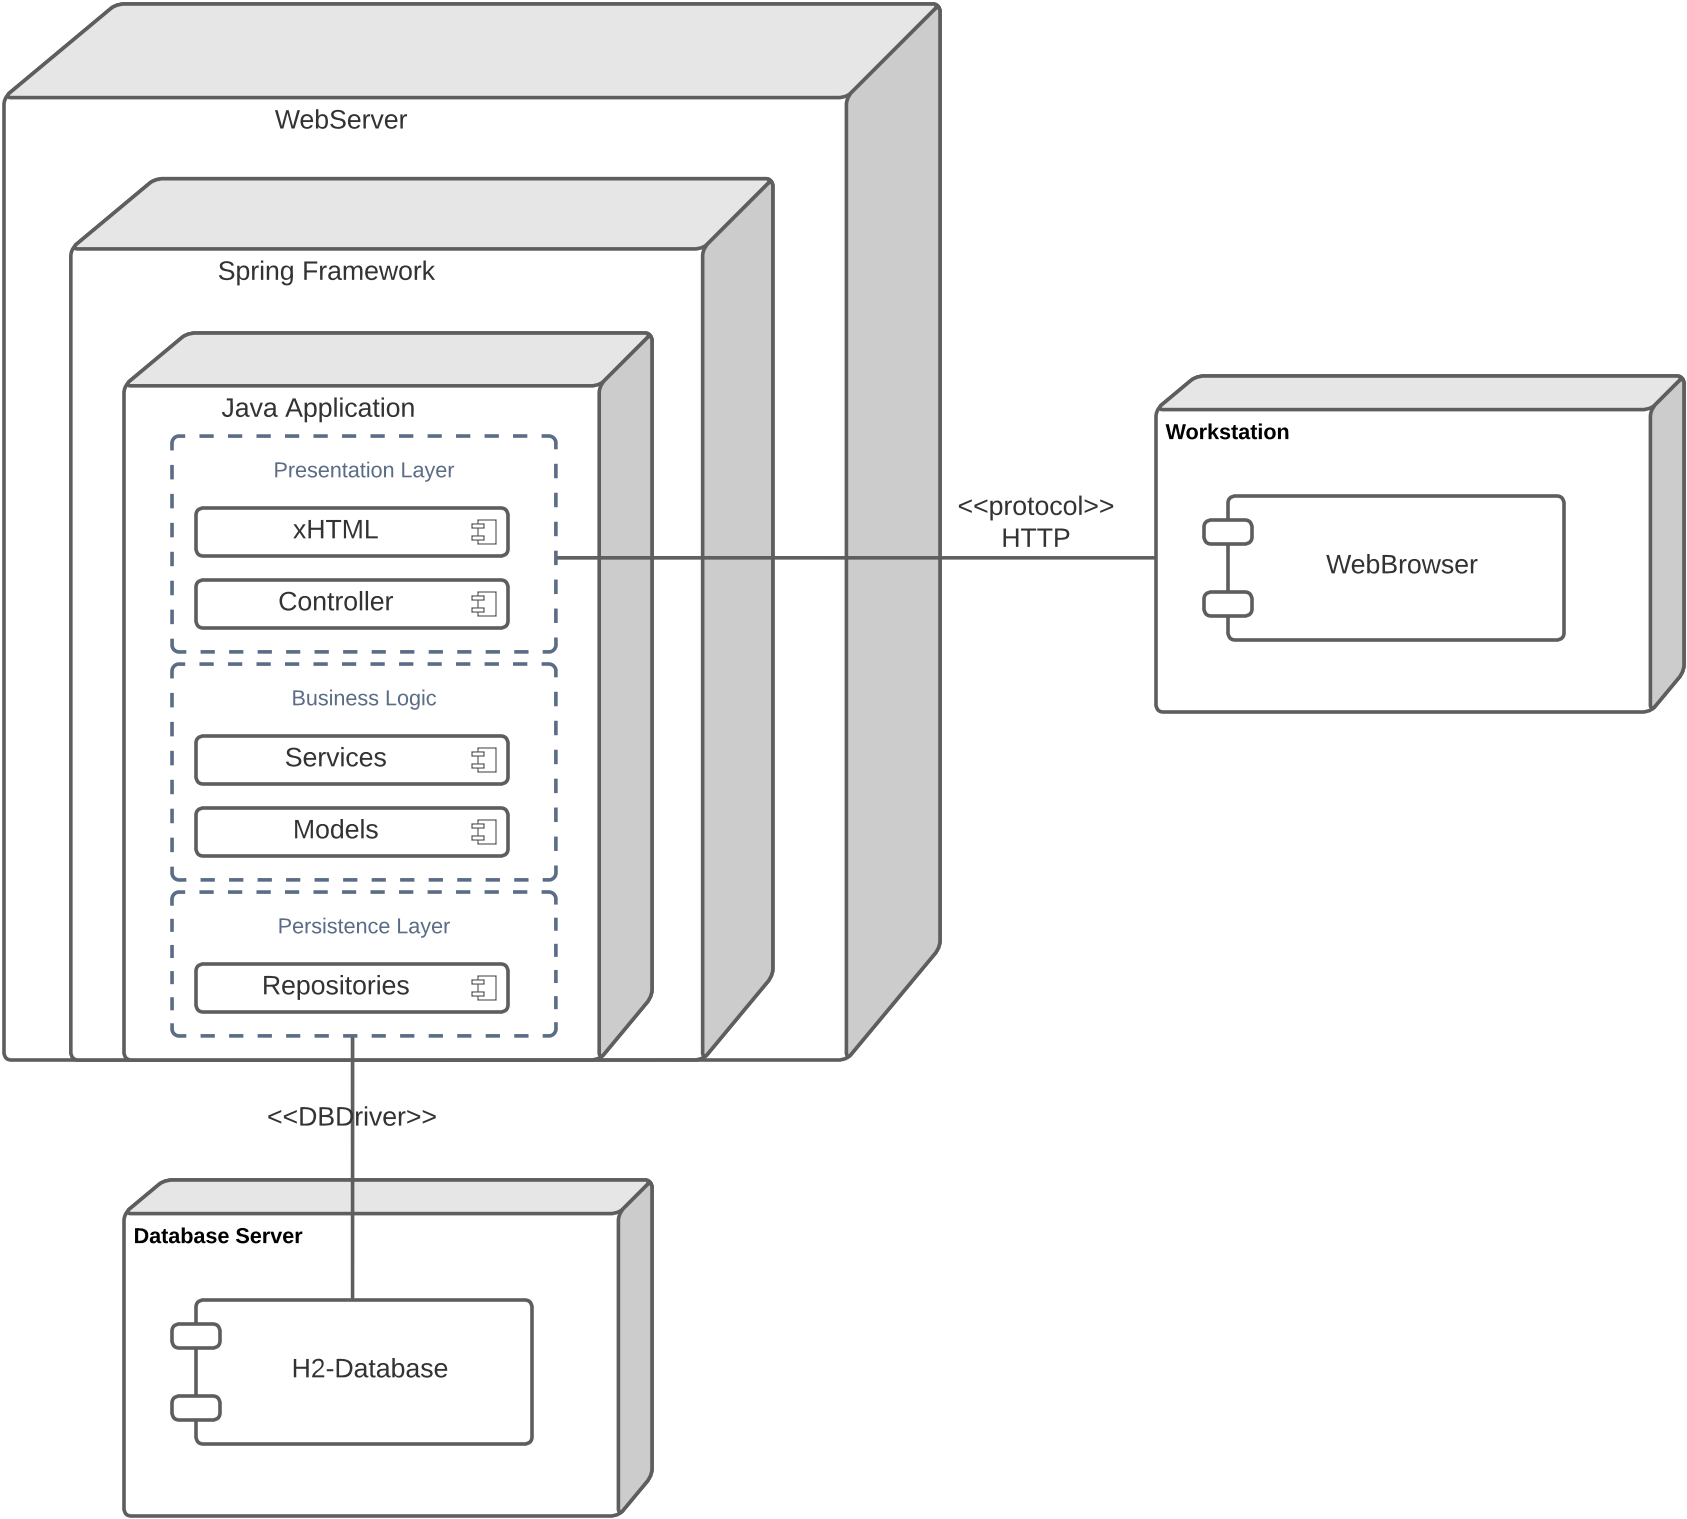 WebServer
Spring Framework
Java Application
Presentation Layer
xHTML
Controller
Business Logic
Services
Models
Persistence Layer
Repositories
<<protocol>>
HTTP
Workstation
WebBrowser
<<DBDriver>>
Database Server
H2-Database